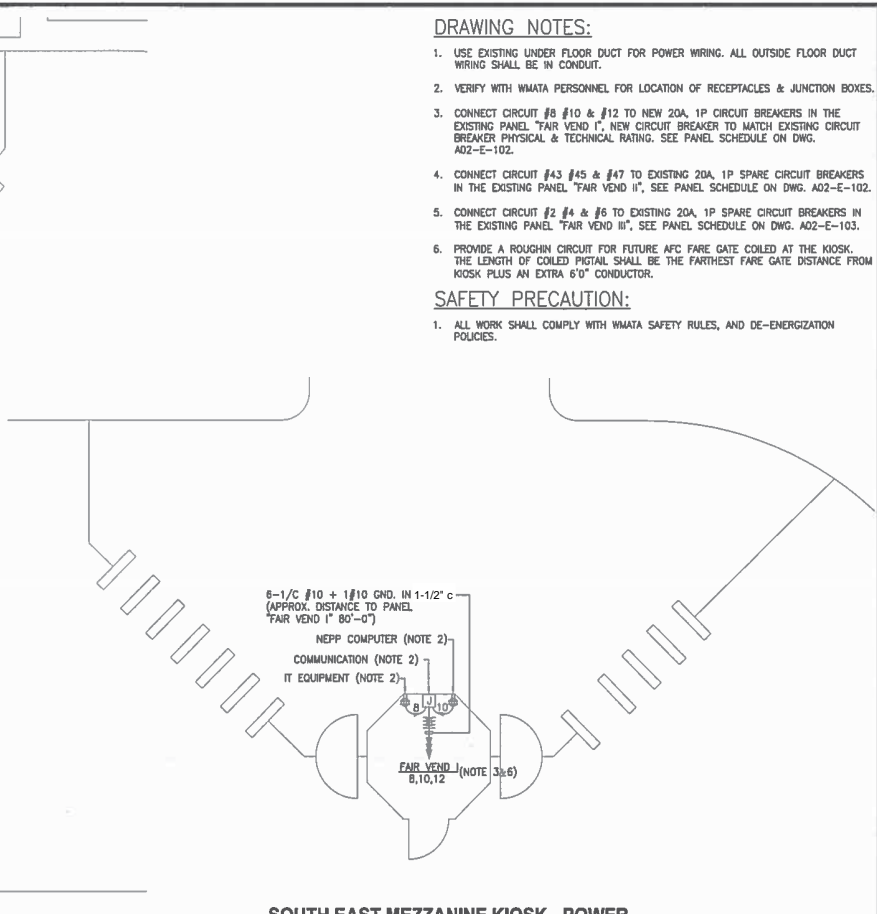 DRAWING NOTES:
1. USE EXISTING UNDER FLOOR DUCT FOR POWER WIRING. ALL OUTSIDE FLOOR DUCT
WIRING SHALL BE IN CONDUIT.
2. VERIFY WITH WMATA PERSONNEL FOR LOCATION OF RECEPTACLES & JUNCTION BOXES.
3. CONNECT CIRCUIT #8 #10 & #12 TO NEW 20A, 1P CIRCUIT BREAKERS IN THE
EXISTING PANEL "FAIR VEND I", NEW CIRCUIT BREAKER TO MATCH EXISTING CIRCUIT
BREAKER PHYSICAL & TECHNICAL RATING. SEE PANEL SCHEDULE ON DWG.
A02-E-102.
4. CONNECT CIRCUIT #43 #45 & #47 TO EXISTING 20A, 1P SPARE CIRCUIT BREAKERS
IN THE EXISTING PANEL "FAIR VEND II", SEE PANEL SCHEDULE ON DWG. A02-E-102.
5. CONNECT CIRCUIT #2 #4 & #6 TO EXISTING 20A, 1P SPARE CIRCUIT BREAKERS IN
THE EXISTING PANEL "FAIR VEND III", SEE PANEL SCHEDULE ON DWG. A02-E-103.
6. PROVIDE A ROUGHIN CIRCUIT FOR FUTURE AFC FARE GATE COILED AT THE KIOSK.
THE LENGTH OF COILED PIGTAIL SHALL BE THE FARTHEST FARE GATE DISTANCE FROM
KIOSK PLUS AN EXTRA 6'0" CONDUCTOR.
SAFETY PRECAUTION:
1. ALL WORK SHALL COMPLY WITH WMATA SAFETY RULES, AND DE-ENERGIZATION
POLICIES.
6-1/C #10 + 1#10 GND. IN 1-1/2" c
(APPROX. DISTANCE TO PANEL
"FAIR VEND I" 80'-0")
NEPP COMPUTER (NOTE 2)
COMMUNICATION (NOTE 2)
IT EQUIPMENT (NOTE 2)
8 J 10
FAIR VEND I (NOTE 3&6)
8,10,12
SOUTH EAST MEZZANINE KIOSK - POWER